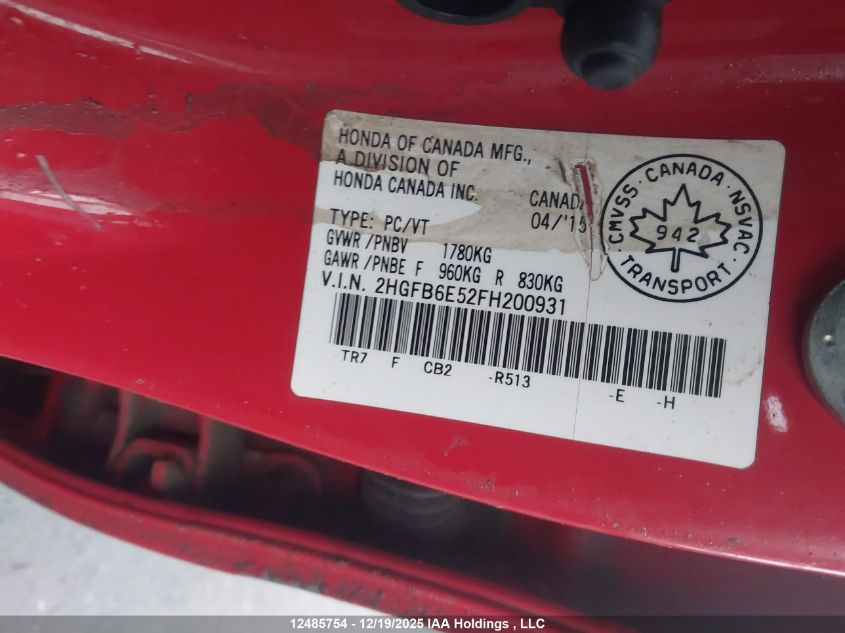 HONDA OF CANADA MFG.,
A DIVISION OF
HONDA CANADA INC.
CANADA
04/'15
TYPE: PC/VT
GVWR /PNBV 1780KG
GAWR /PNBE F 960KG R 830KG
V.I.N. 2HGFB6E52FH200931
TR7 F CB2 -R513 -E -H
CMVSS · CANADA · NSVAC
942
· TRANSPORT ·
12485754 - 12/19/2025 IAA Holdings , LLC